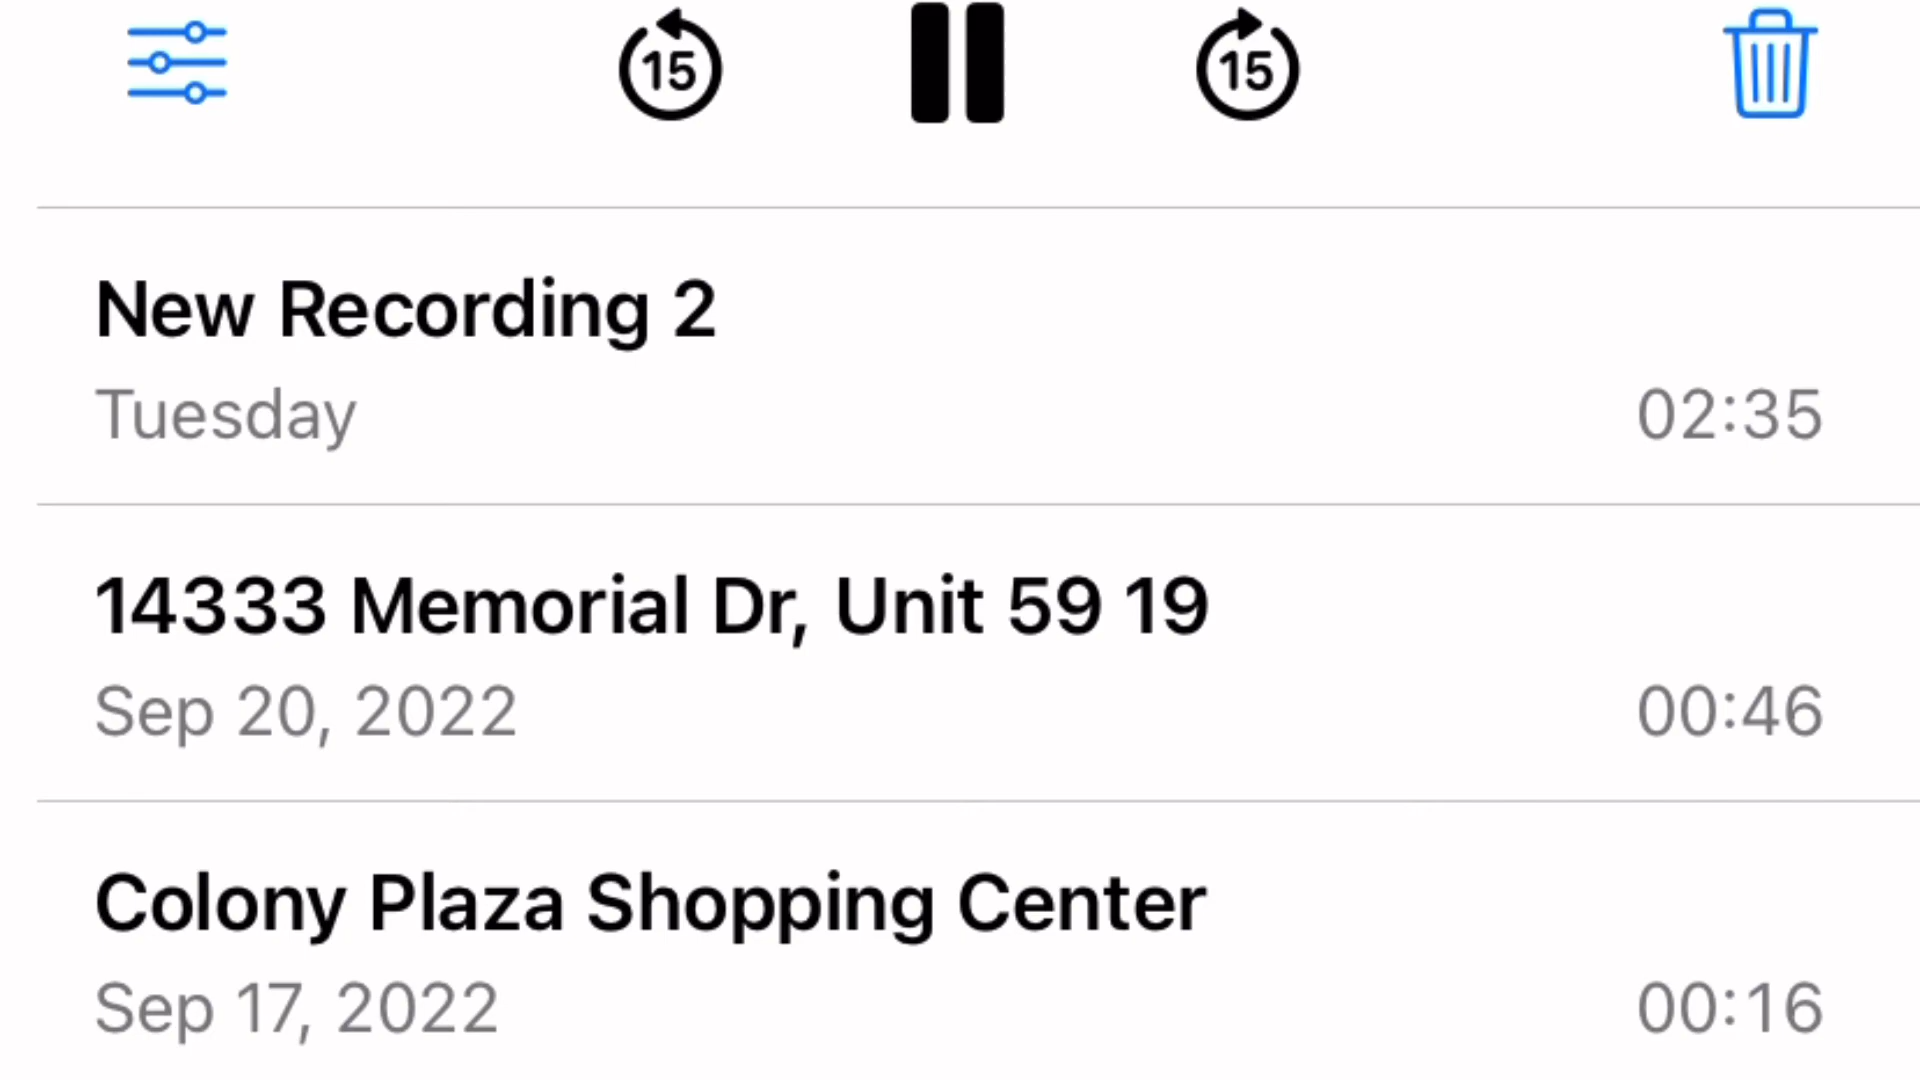 15 15
New Recording 2
Tuesday 02:35
14333 Memorial Dr, Unit 59 19
Sep 20, 2022 00:46
Colony Plaza Shopping Center
Sep 17, 2022 00:16